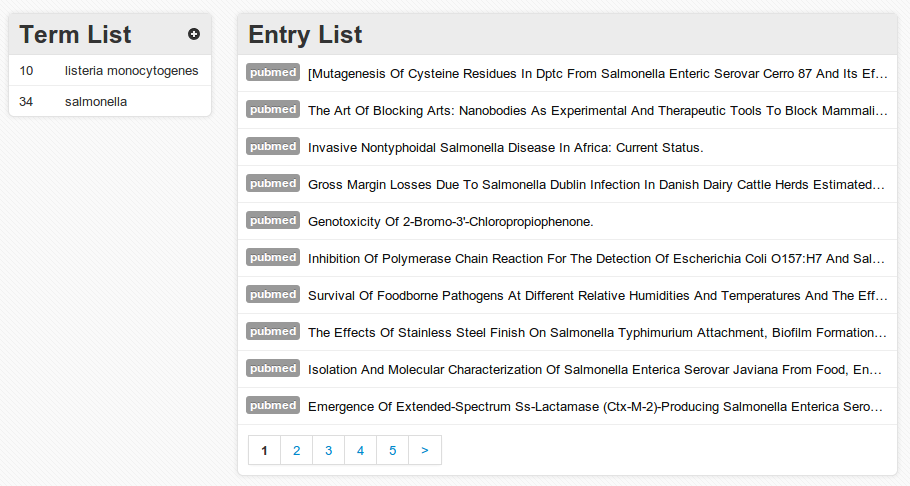 Term List
10 listeria monocytogenes
34 salmonella
Entry List
pubmed [Mutagenesis Of Cysteine Residues In Dptc From Salmonella Enteric Serovar Cerro 87 And Its Ef...
pubmed The Art Of Blocking Arts: Nanobodies As Experimental And Therapeutic Tools To Block Mammali...
pubmed Invasive Nontyphoidal Salmonella Disease In Africa: Current Status.
pubmed Gross Margin Losses Due To Salmonella Dublin Infection In Danish Dairy Cattle Herds Estimated...
pubmed Genotoxicity Of 2-Bromo-3'-Chloropropiophenone.
pubmed Inhibition Of Polymerase Chain Reaction For The Detection Of Escherichia Coli O157:H7 And Sal...
pubmed Survival Of Foodborne Pathogens At Different Relative Humidities And Temperatures And The Eff...
pubmed The Effects Of Stainless Steel Finish On Salmonella Typhimurium Attachment, Biofilm Formation...
pubmed Isolation And Molecular Characterization Of Salmonella Enterica Serovar Javiana From Food, En...
pubmed Emergence Of Extended-Spectrum Ss-Lactamase (Ctx-M-2)-Producing Salmonella Enterica Sero...
1 2 3 4 5 >